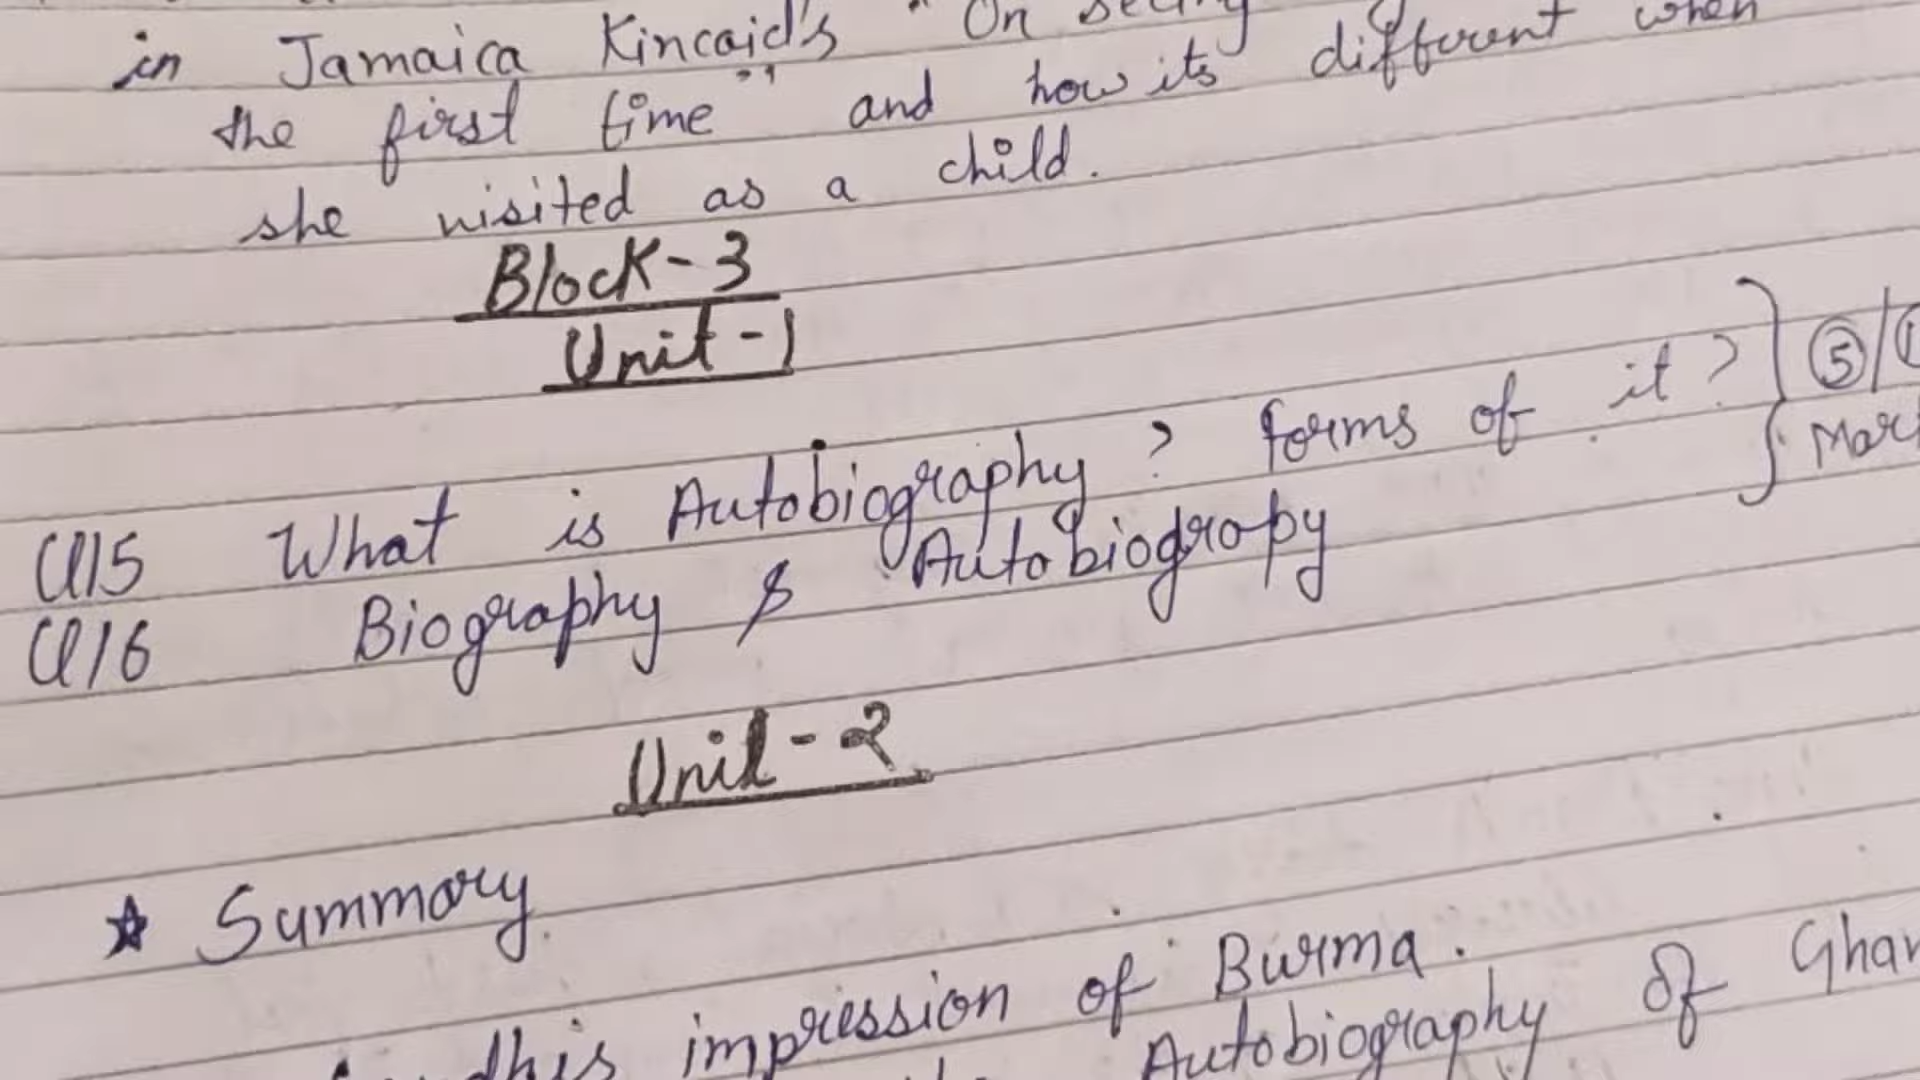 in Jamaica Kincaid's "On
the first time" and how its different when
she visited as a child.
Block-3
Unit-1
Q15 What is Autobiography? forms of it? } 5/
Q16 Biography & Autobiogropy
Unit-2
☆ Summary.
impression of Burma.
Autobiography of